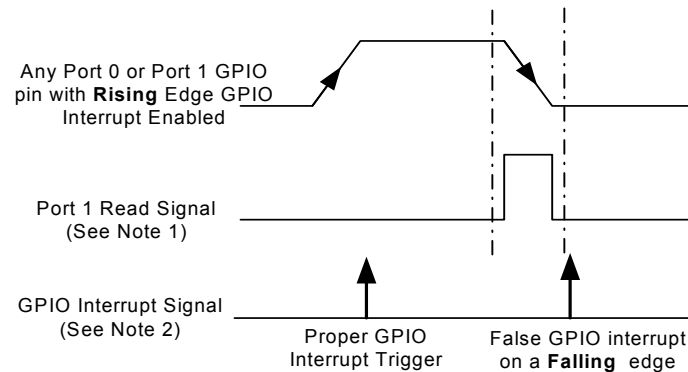 Any Port 0 or Port 1 GPIO
pin with Rising Edge GPIO
Interrupt Enabled
Port 1 Read Signal
(See Note 1)
GPIO Interrupt Signal
(See Note 2)
Proper GPIO
Interrupt Trigger
False GPIO interrupt
on a Falling edge